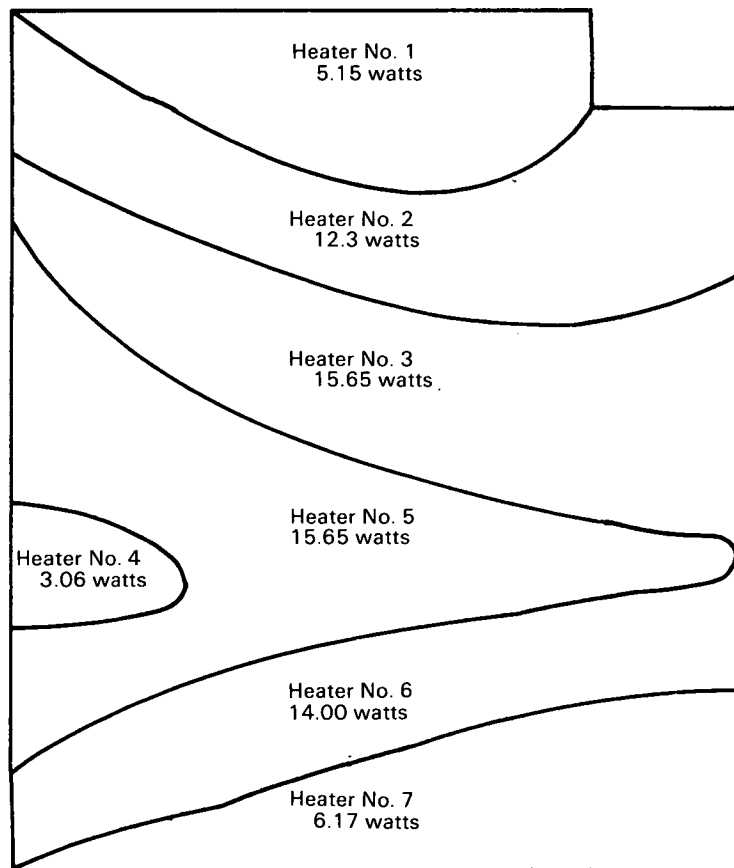 Heater No. 1
5.15 watts
Heater No. 2
12.3 watts
Heater No. 3
15.65 watts
Heater No. 5
15.65 watts
Heater No. 4
3.06 watts
Heater No. 6
14.00 watts
Heater No. 7
6.17 watts